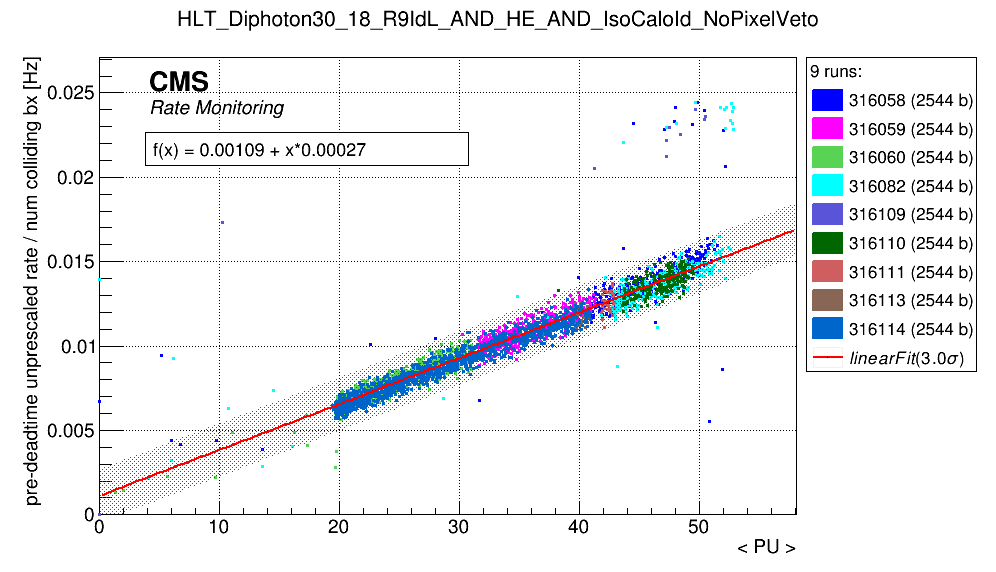 HLT_Diphoton30_18_R9IdL_AND_HE_AND_IsoCaloId_NoPixelVeto
CMS
Rate Monitoring
f(x) = 0.00109 + x*0.00027
pre-deadtime unprescaled rate / num colliding bx [Hz]
0.025
0.02
0.015
0.01
0.005
0
0 10 20 30 40 50
< PU >
9 runs:
316058 (2544 b)
316059 (2544 b)
316060 (2544 b)
316082 (2544 b)
316109 (2544 b)
316110 (2544 b)
316111 (2544 b)
316113 (2544 b)
316114 (2544 b)
linearFit(3.0σ)